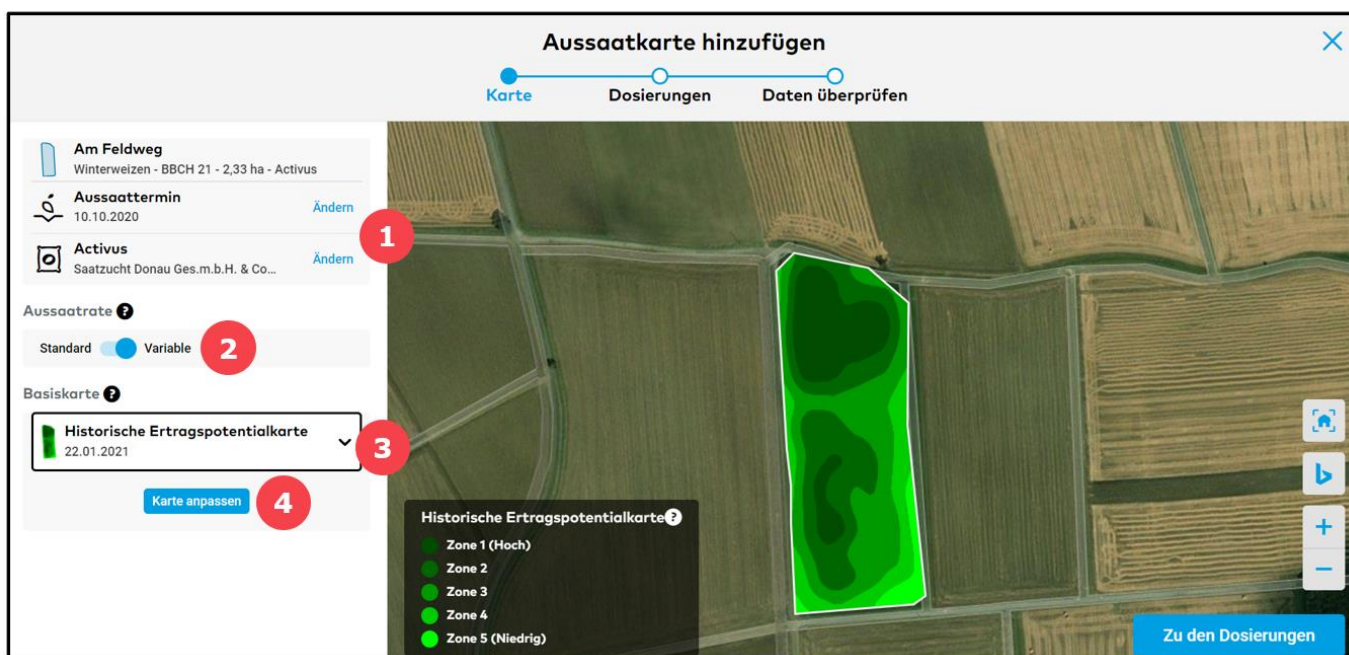 Aussaatkarte hinzufügen
Karte
Dosierungen
Daten überprüfen
Am Feldweg
Winterweizen - BBCH 21 - 2,33 ha - Activus
Aussaattermin
10.10.2020
Ändern
1
Activus
Saatzucht Donau Ges.m.b.H. & Co...
Ändern
Aussaatrate ?
Standard
Variable
2
Basiskarte ?
Historische Ertragspotentialkarte
22.01.2021
3
Karte anpassen
4
Historische Ertragspotentialkarte ?
Zone 1 (Hoch)
Zone 2
Zone 3
Zone 4
Zone 5 (Niedrig)
+
−
Zu den Dosierungen